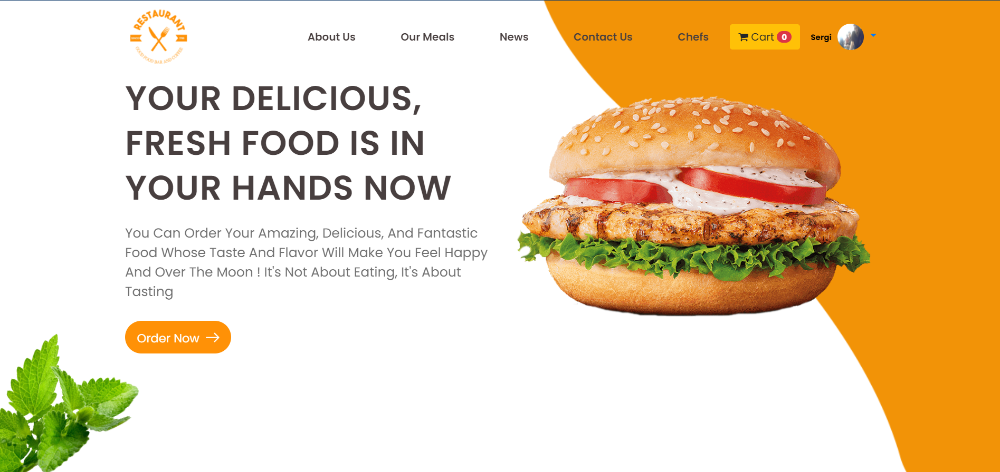 RESTAURANT
SINCE
GOOD FOOD BAR AND COFFEE
About Us
Our Meals
News
Contact Us
Chefs
Cart 0
Sergi
YOUR DELICIOUS,
FRESH FOOD IS IN
YOUR HANDS NOW
You Can Order Your Amazing, Delicious, And Fantastic
Food Whose Taste And Flavor Will Make You Feel Happy
And Over The Moon ! It's Not About Eating, It's About
Tasting
Order Now